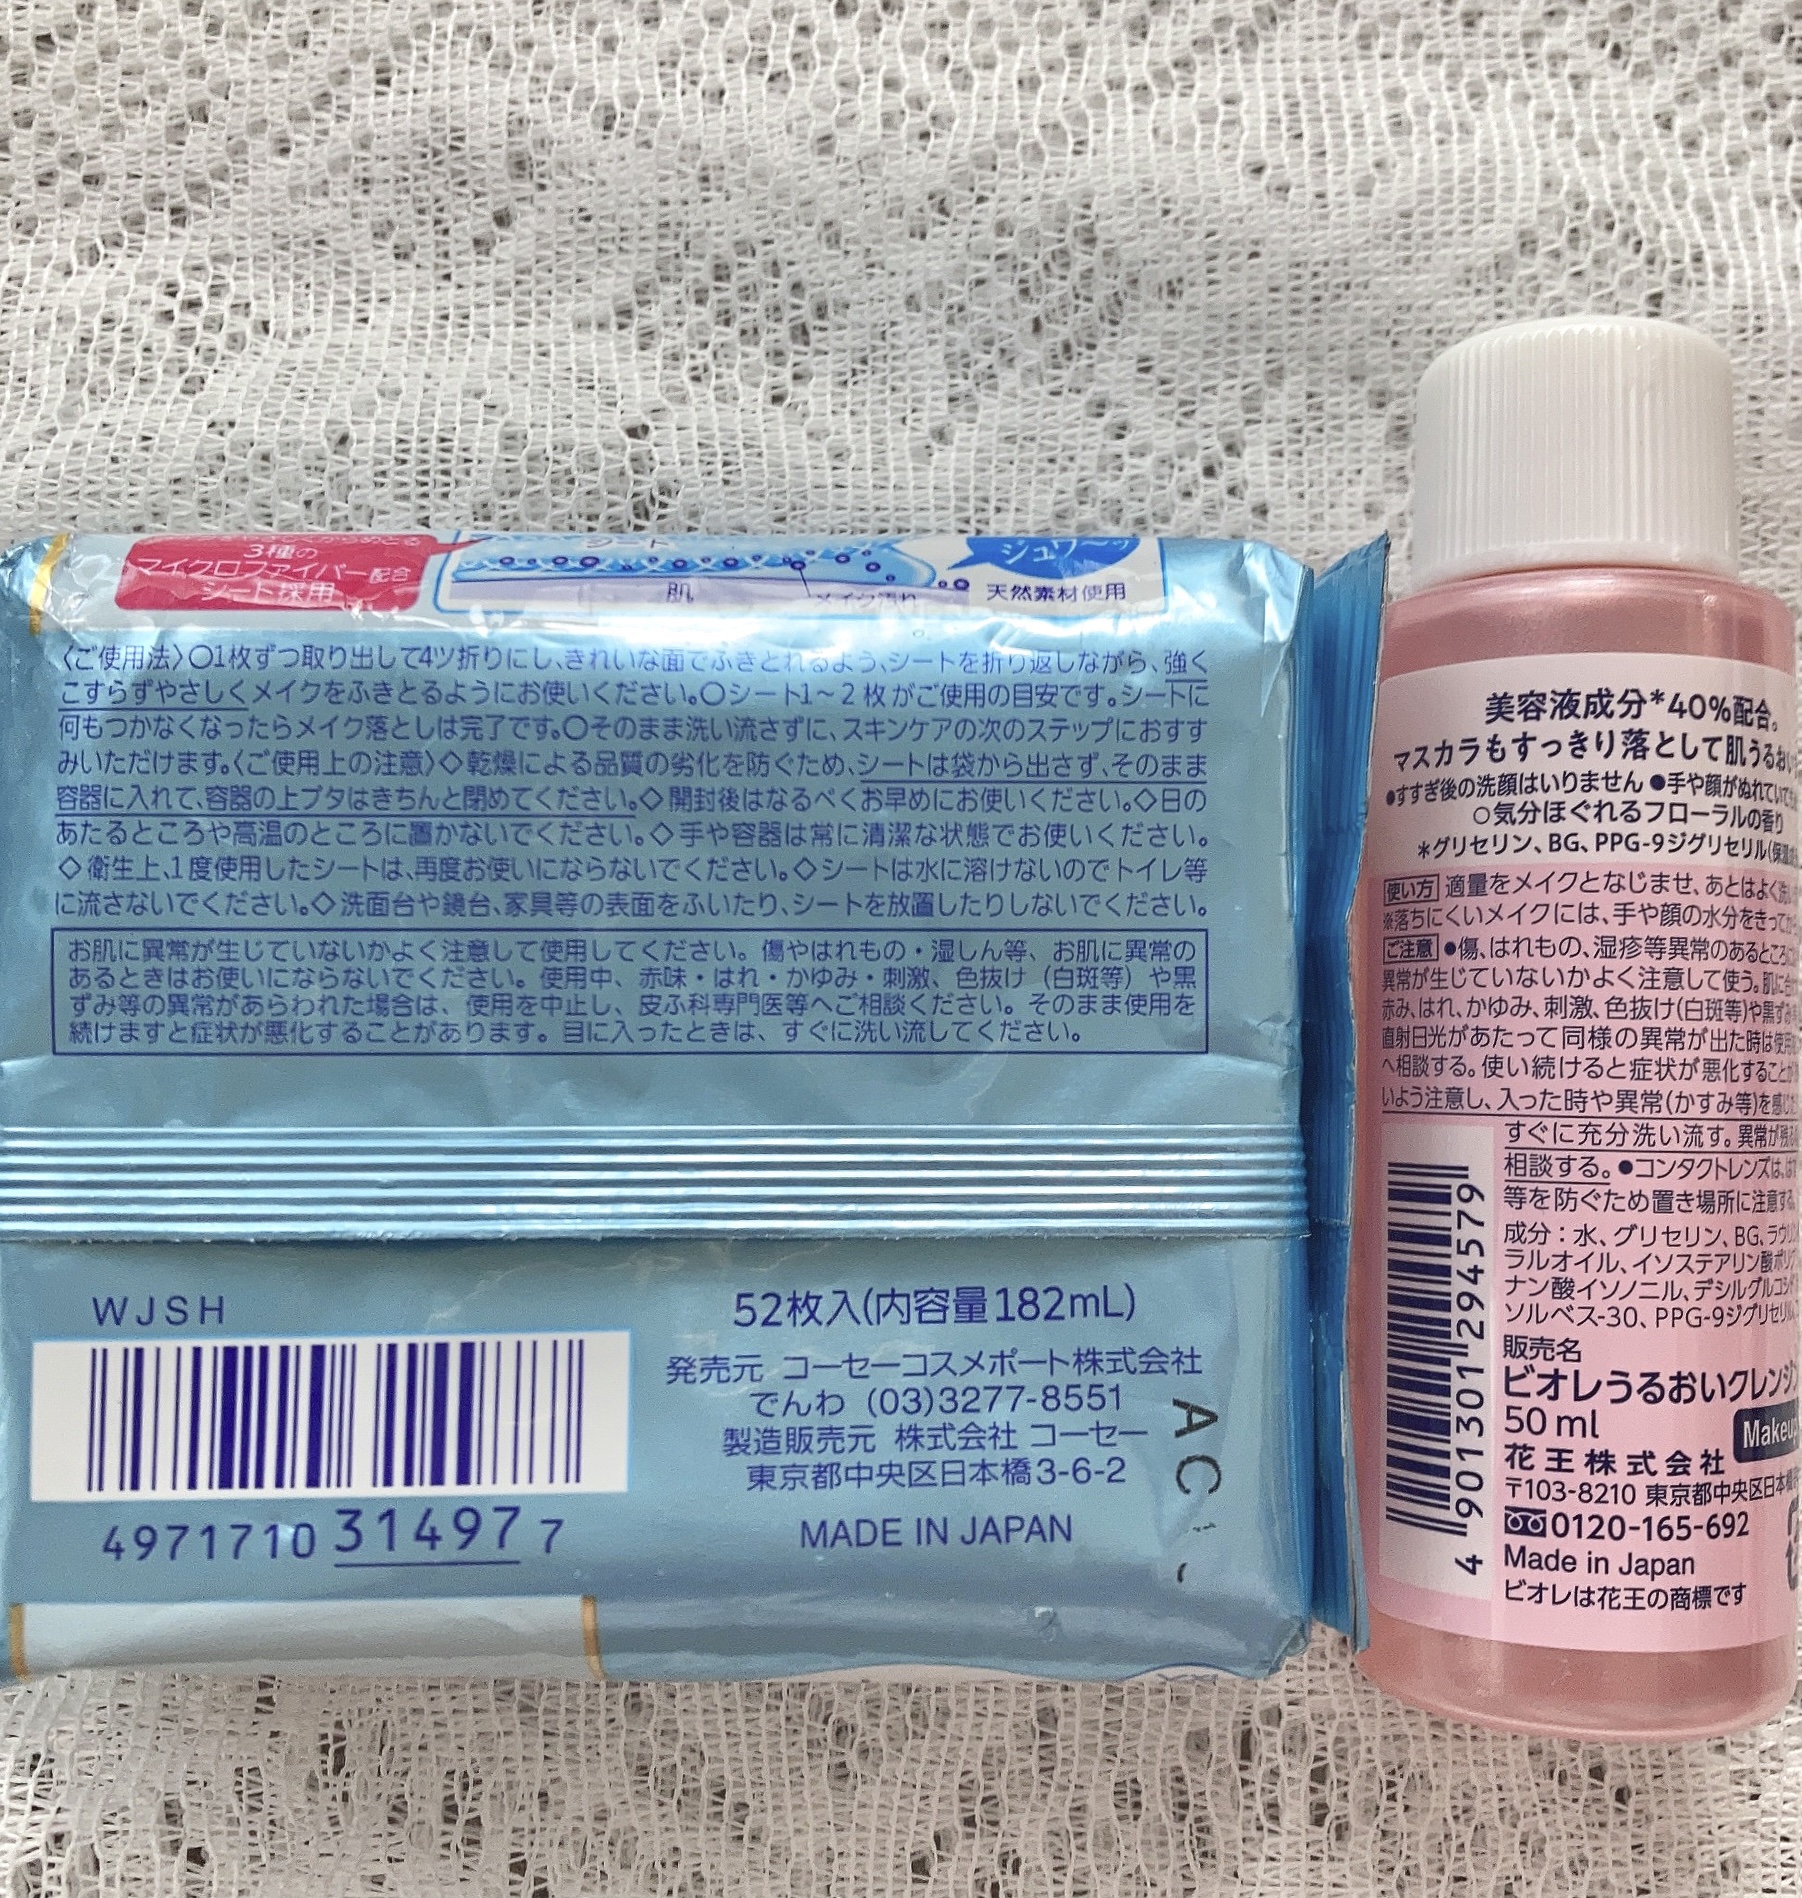 3種の
マイクロファイバー配合
シート採用
シート
肌
メイク汚れ
ジュワ〜ッ
天然素材使用
〈ご使用法〉○1枚ずつ取り出して4ツ折りにし、きれいな面でふきとれるよう、シートを折り返しながら、強く
こすらずやさしくメイクをふきとるようにお使いください。○シート1〜2枚がご使用の目安です。シートに
何もつかなくなったらメイク落としは完了です。○そのまま洗い流さずに、スキンケアの次のステップにおすす
みいただけます。〈ご使用上の注意〉◇乾燥による品質の劣化を防ぐため、シートは袋から出さず、そのまま
容器に入れて、容器の上ブタはきちんと閉めてください。◇開封後はなるべくお早めにお使いください。◇日の
あたるところや高温のところに置かないでください。◇手や容器は常に清潔な状態でお使いください。
◇衛生上、1度使用したシートは、再度お使いにならないでください。◇シートは水に溶けないのでトイレ等
に流さないでください。◇洗面台や鏡台、家具等の表面をふいたり、シートを放置したりしないでください。
お肌に異常が生じていないかよく注意して使用してください。傷やはれもの・湿しん等、お肌に異常の
あるときはお使いにならないでください。使用中、赤味・はれ・かゆみ・刺激、色抜け（白斑等）や黒
ずみ等の異常があらわれた場合は、使用を中止し、皮ふ科専門医等へご相談ください。そのまま使用を
続けますと症状が悪化することがあります。目に入ったときは、すぐに洗い流してください。
WJSH
4971710314977
52枚入(内容量182mL)
発売元 コーセーコスメポート株式会社
でんわ (03)3277-8551
製造販売元 株式会社 コーセー
東京都中央区日本橋3-6-2
MADE IN JAPAN
AC
美容液成分*40%配合。
マスカラもすっきり落として肌うるおい
●すすぎ後の洗顔はいりません ●手や顔がぬれていて
○気分ほぐれるフローラルの香り
*グリセリン、BG、PPG-9ジグリセリル(保湿
使い方 適量をメイクとなじませ、あとはよく洗い
※落ちにくいメイクには、手や顔の水分をきってか
ご注意 ●傷、はれもの、湿疹等異常のあるところに
異常が生じていないかよく注意して使う。肌に合
赤み、はれ、かゆみ、刺激、色抜け(白斑等)や黒ずみ
直射日光があたって同様の異常が出た時は使用
へ相談する。使い続けると症状が悪化することが
いよう注意し、入った時や異常(かすみ等)を感じた
すぐに充分洗い流す。異常が残る
相談する。●コンタクトレンズは、は
等を防ぐため置き場所に注意する。
成分：水、グリセリン、BG、ラウリン
ラルオイル、イソステアリン酸ポリグ
ナン酸イソノニル、デシルグルコシド
ソルベス-30、PPG-9ジグリセリル
販売名
ビオレうるおいクレンジン
50 ml
Makeup
花王株式会社
〒103-8210 東京都中央区日本橋
0120-165-692
Made in Japan
ビオレは花王の商標です
4901301294579